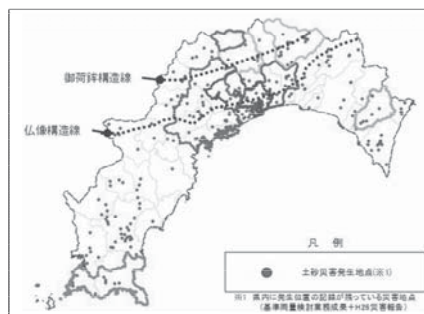 御荷鉾構造線
仏像構造線
凡 例
土砂災害発生地点(※1)
※1 県内に発生位置の記録が残っている災害地点
(基準雨量検討業務成果+H26災害報告)